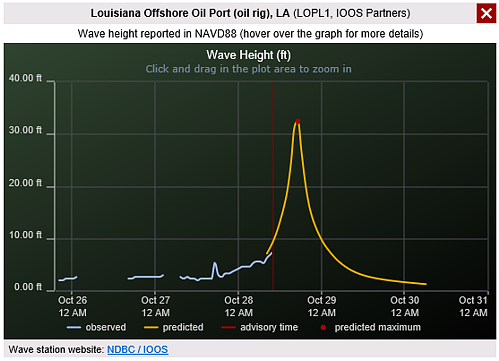 Louisiana Offshore Oil Port (oil rig), LA (LOPL1, IOOS Partners)
Wave height reported in NAVD88 (hover over the graph for more details)
Wave Height (ft)
Click and drag in the plot area to zoom in
40.00 ft
30.00 ft
20.00 ft
10.00 ft
0.00 ft
Oct 26 Oct 27 Oct 28 Oct 29 Oct 30 Oct 31
12 AM 12 AM 12 AM 12 AM 12 AM 12 AM
observed predicted advisory time predicted maximum
Wave station website: NDBC / IOOS